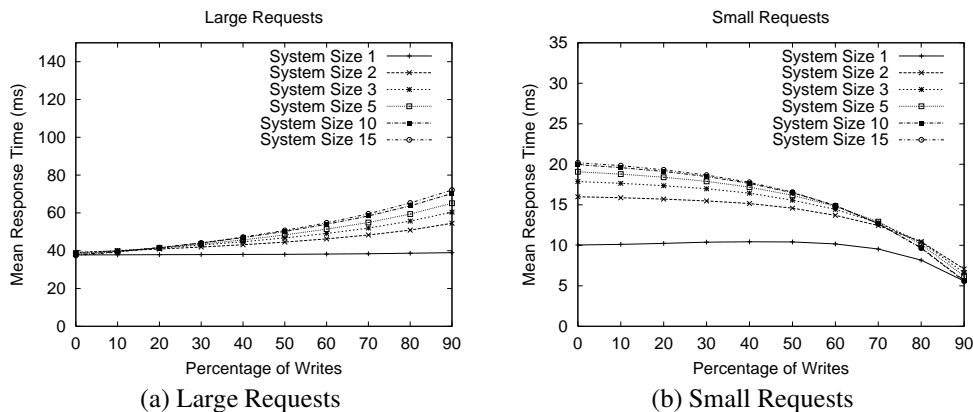 Large Requests
140
120
100
80
60
40
20
0
Mean Response Time (ms)
System Size 1
System Size 2
System Size 3
System Size 5
System Size 10
System Size 15
0 10 20 30 40 50 60 70 80 90
Percentage of Writes
(a) Large Requests
Small Requests
35
30
25
20
15
10
5
0
Mean Response Time (ms)
System Size 1
System Size 2
System Size 3
System Size 5
System Size 10
System Size 15
0 10 20 30 40 50 60 70 80 90
Percentage of Writes
(b) Small Requests